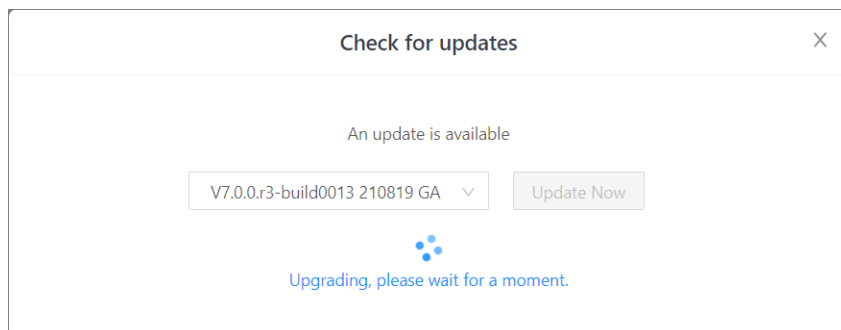 Check for updates
An update is available
V7.0.0.r3-build0013 210819 GA
Update Now
Upgrading, please wait for a moment.